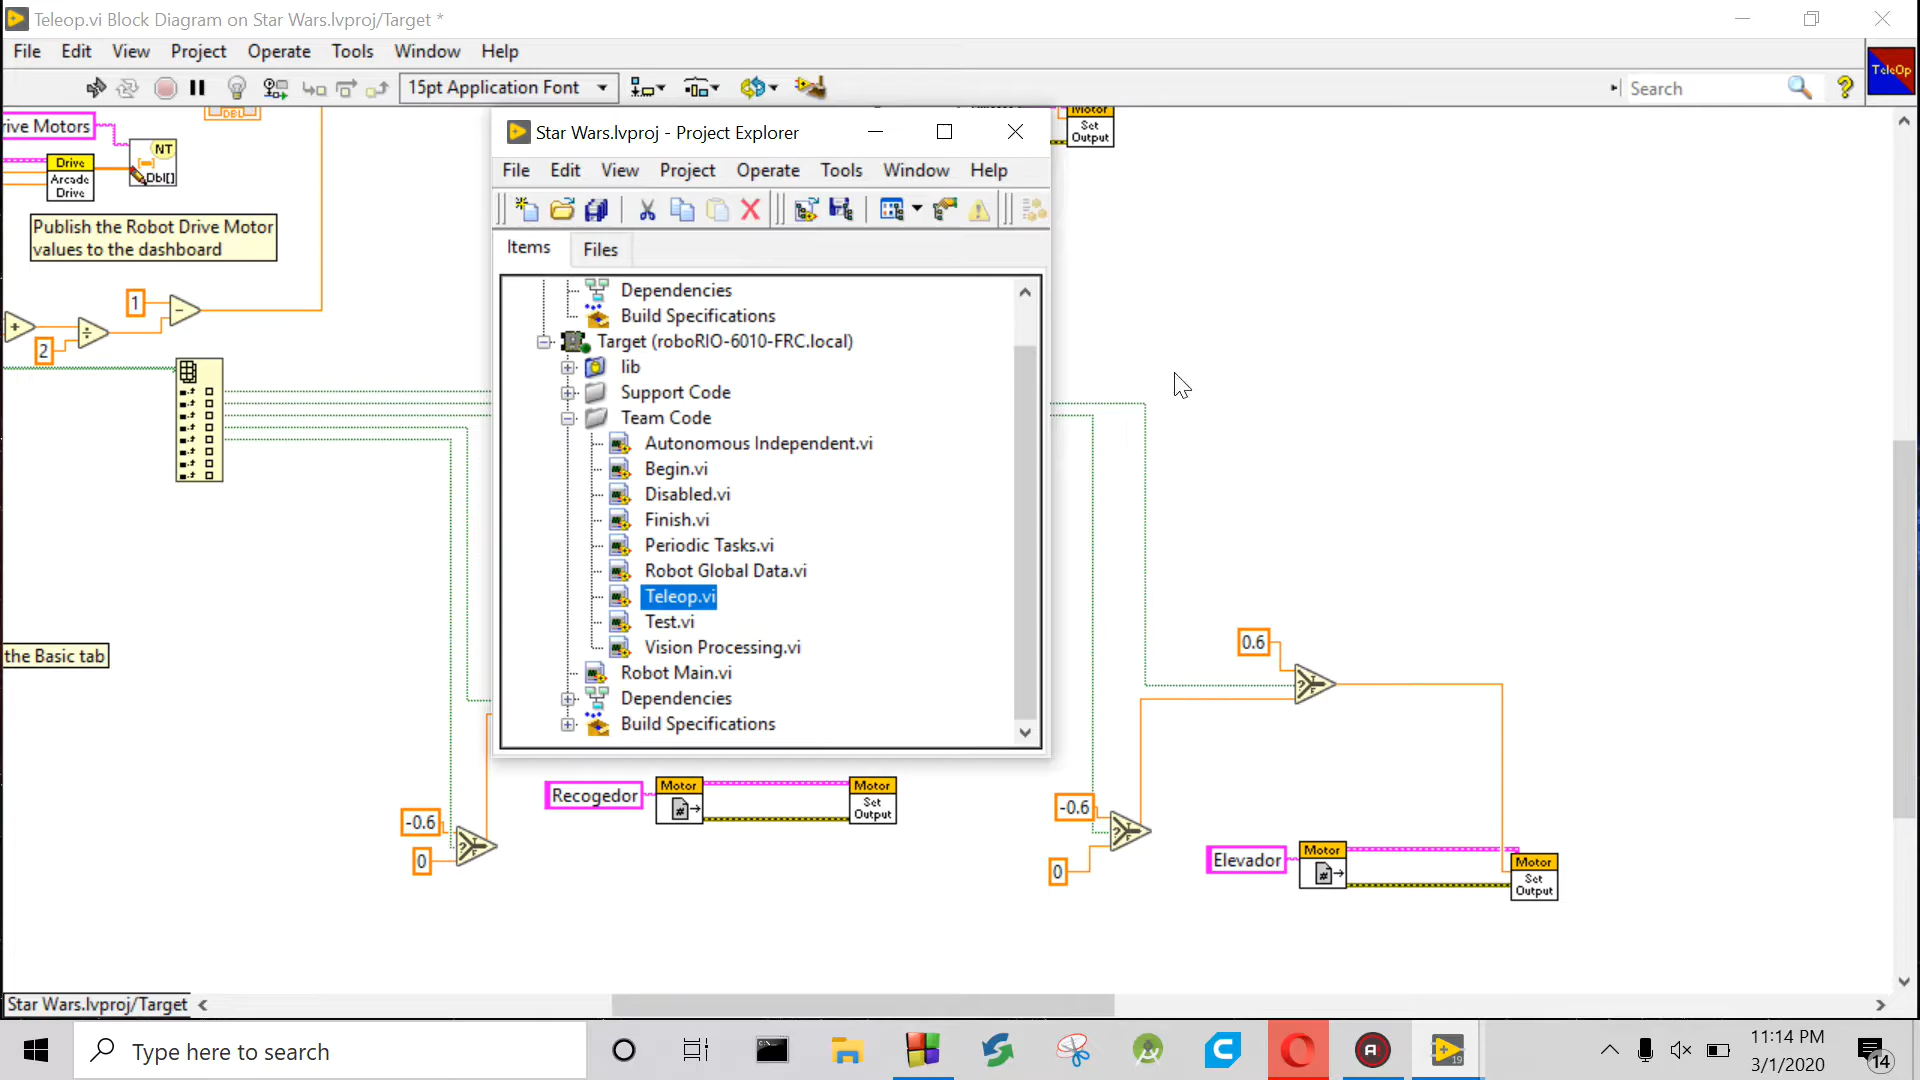 Teleop.vi Block Diagram on Star Wars.lvproj/Target *
File Edit View Project Operate Tools Window Help
15pt Application Font
Search
TeleOp
rive Motors
DBL
NT
Dbl[]
Drive
Arcade
Drive
Publish the Robot Drive Motor
values to the dashboard
1
2
the Basic tab
Motor
Set
Output
Star Wars.lvproj - Project Explorer
File Edit View Project Operate Tools Window Help
Items Files
Dependencies
Build Specifications
Target (roboRIO-6010-FRC.local)
lib
Support Code
Team Code
Autonomous Independent.vi
Begin.vi
Disabled.vi
Finish.vi
Periodic Tasks.vi
Robot Global Data.vi
Teleop.vi
Test.vi
Vision Processing.vi
Robot Main.vi
Dependencies
Build Specifications
0.6
-0.6
0
Recogedor
Motor
Motor
Set
Output
-0.6
0
Elevador
Motor
Motor
Set
Output
Star Wars.lvproj/Target
Type here to search
11:14 PM
3/1/2020
14